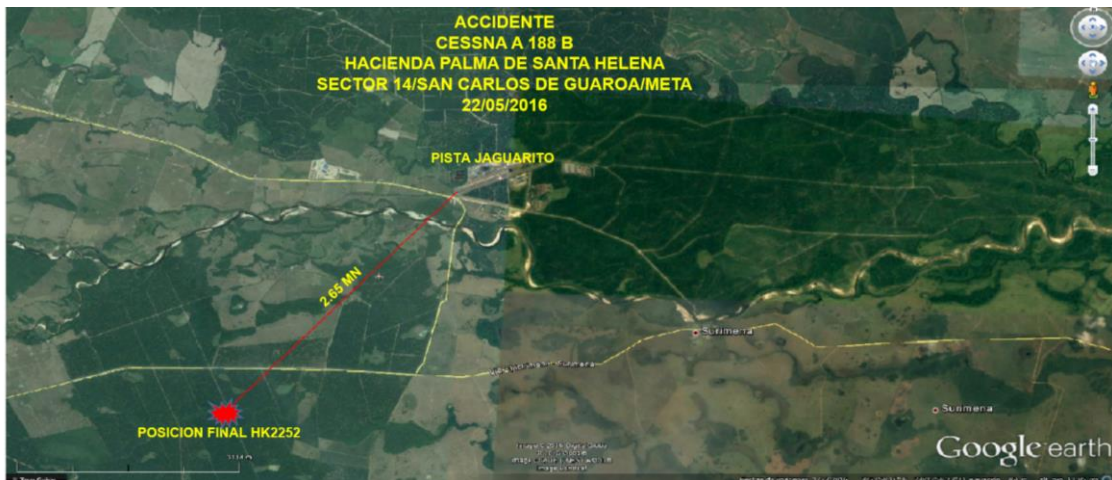 ACCIDENTE
CESSNA A 188 B
HACIENDA PALMA DE SANTA HELENA
SECTOR 14/SAN CARLOS DE GUAROA/META
22/05/2016
PISTA JAGUARITO
2.65 MN
Surimena
Surimena
POSICION FINAL HK2252
Google earth